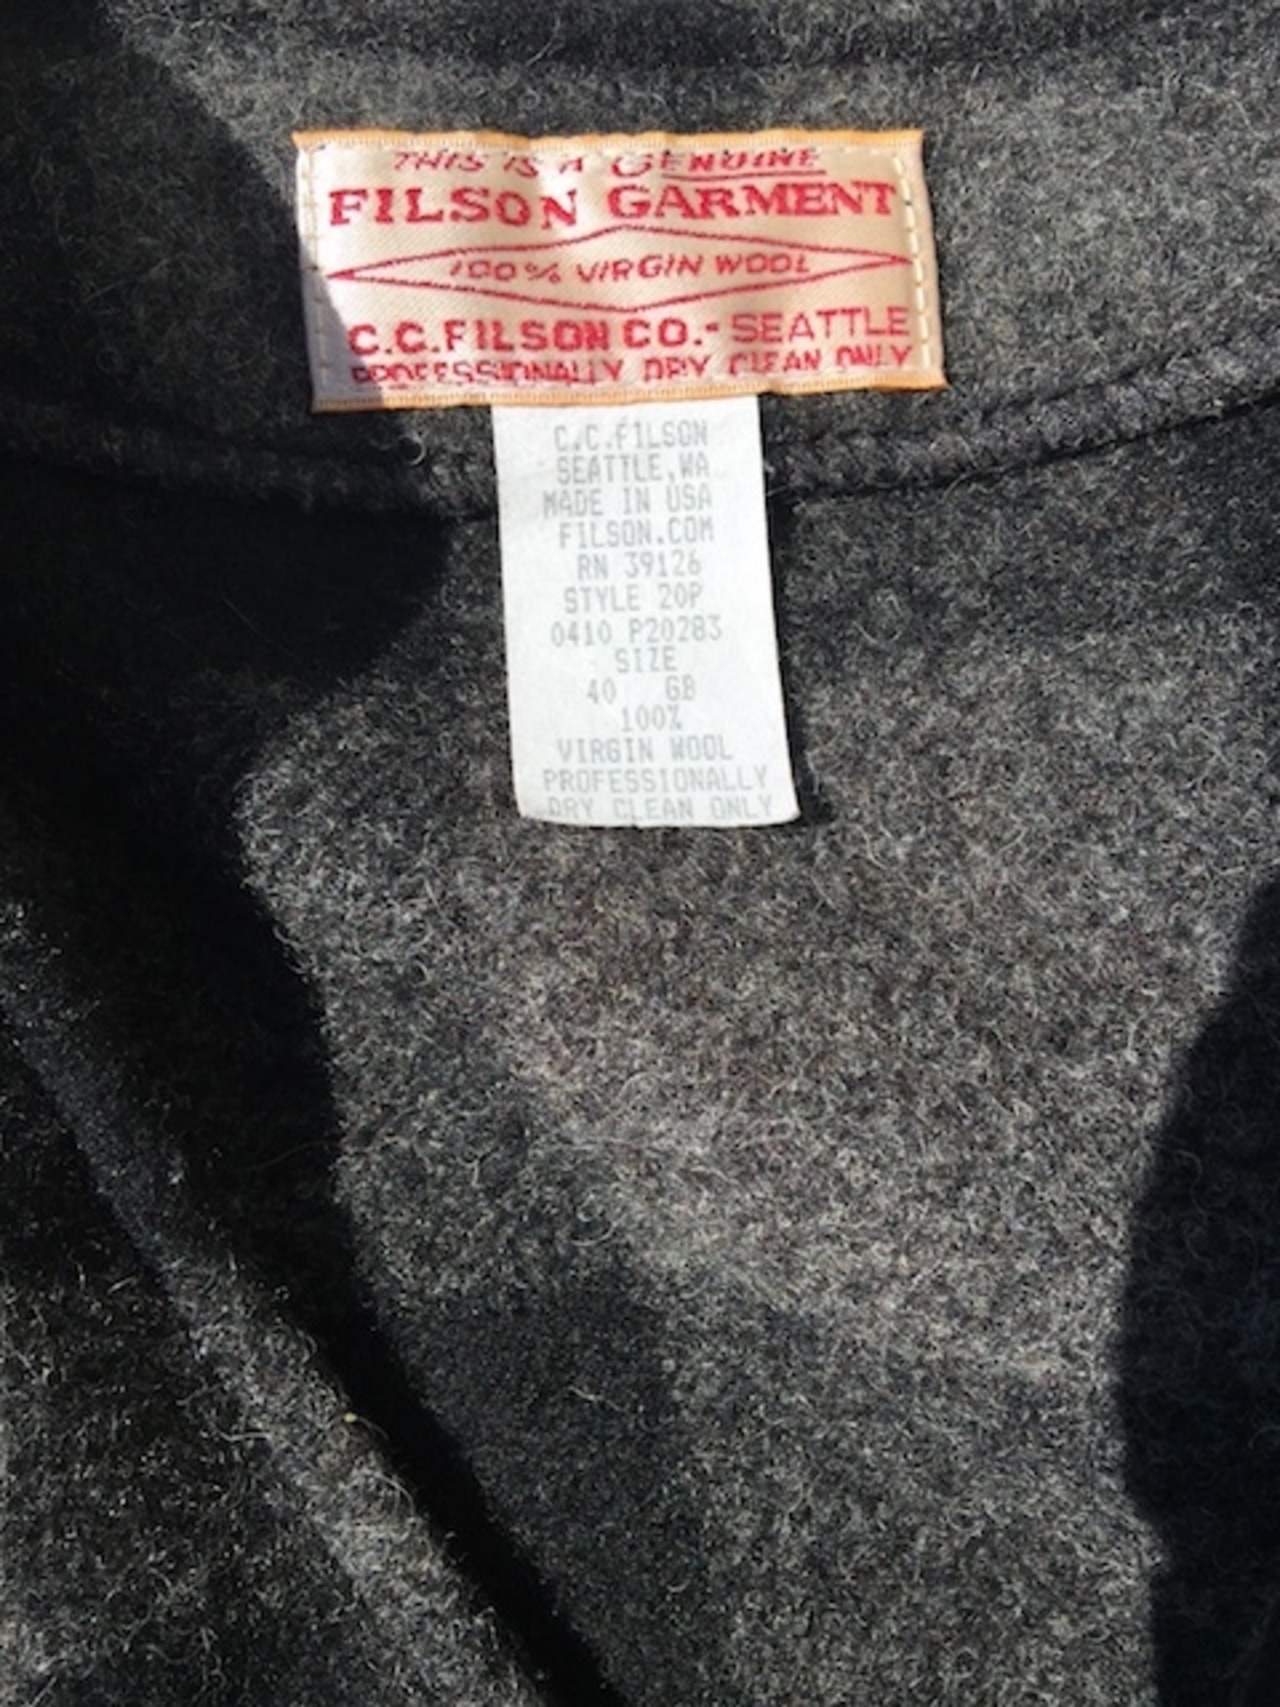 THIS IS A GENUINE
FILSON GARMENT
100% VIRGIN WOOL
C.C.FILSON CO.-SEATTLE
PROFESSIONALLY DRY CLEAN ONLY
C.C.FILSON
SEATTLE,WA
MADE IN USA
FILSON.COM
RN 39126
STYLE 20P
0410 P20283
SIZE
40 GB
100%
VIRGIN WOOL
PROFESSIONALLY
DRY CLEAN ONLY